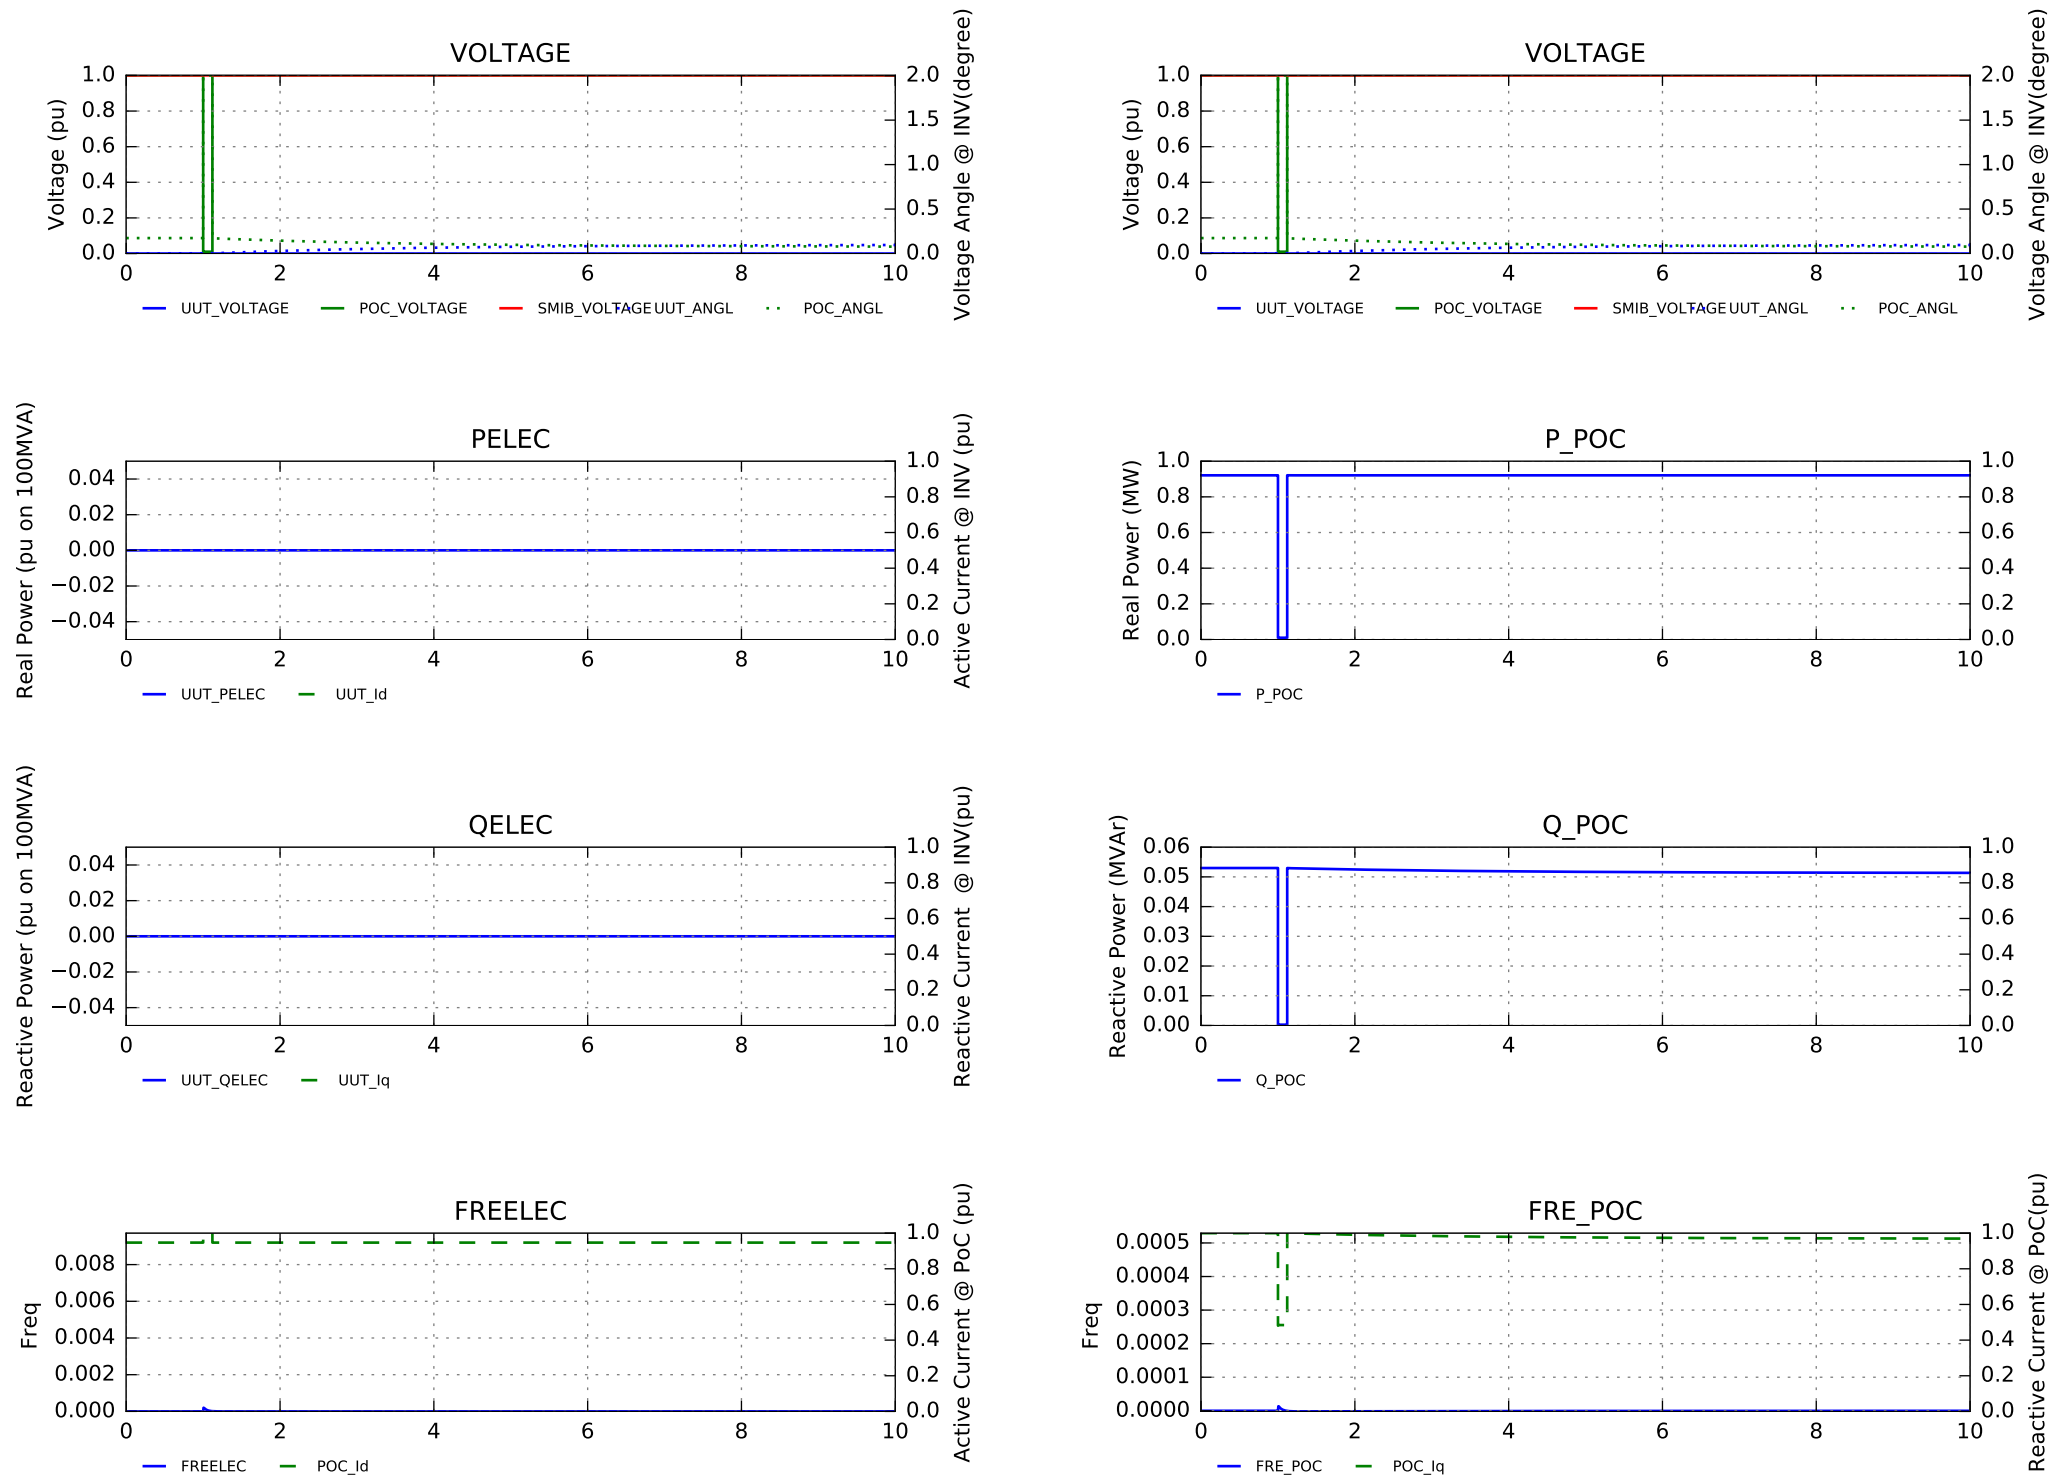 VOLTAGE
Voltage (pu)
1.0
0.8
0.6
0.4
0.2
0.0
2.0
1.5
1.0
0.5
0.0
Voltage Angle @ INV(degree)
0 2 4 6 8 10
UUT_VOLTAGE POC_VOLTAGE SMIB_VOLTAGE UUT_ANGL POC_ANGL
VOLTAGE
Voltage (pu)
1.0
0.8
0.6
0.4
0.2
0.0
2.0
1.5
1.0
0.5
0.0
Voltage Angle @ INV(degree)
0 2 4 6 8 10
UUT_VOLTAGE POC_VOLTAGE SMIB_VOLTAGE UUT_ANGL POC_ANGL
PELEC
Real Power (pu on 100MVA)
0.04
0.02
0.00
−0.02
−0.04
1.0
0.8
0.6
0.4
0.2
0.0
Active Current @ INV (pu)
0 2 4 6 8 10
UUT_PELEC UUT_Id
P_POC
Real Power (MW)
1.0
0.8
0.6
0.4
0.2
0.0
1.0
0.8
0.6
0.4
0.2
0.0
0 2 4 6 8 10
P_POC
QELEC
Reactive Power (pu on 100MVA)
0.04
0.02
0.00
−0.02
−0.04
1.0
0.8
0.6
0.4
0.2
0.0
Reactive Current @ INV(pu)
0 2 4 6 8 10
UUT_QELEC UUT_Iq
Q_POC
Reactive Power (MVAr)
0.06
0.05
0.04
0.03
0.02
0.01
0.00
1.0
0.8
0.6
0.4
0.2
0.0
0 2 4 6 8 10
Q_POC
FREELEC
Freq
0.008
0.006
0.004
0.002
0.000
1.0
0.8
0.6
0.4
0.2
0.0
Active Current @ PoC (pu)
0 2 4 6 8 10
FREELEC POC_Id
FRE_POC
Freq
0.0005
0.0004
0.0003
0.0002
0.0001
0.0000
1.0
0.8
0.6
0.4
0.2
0.0
Reactive Current @ PoC(pu)
0 2 4 6 8 10
FRE_POC POC_Iq